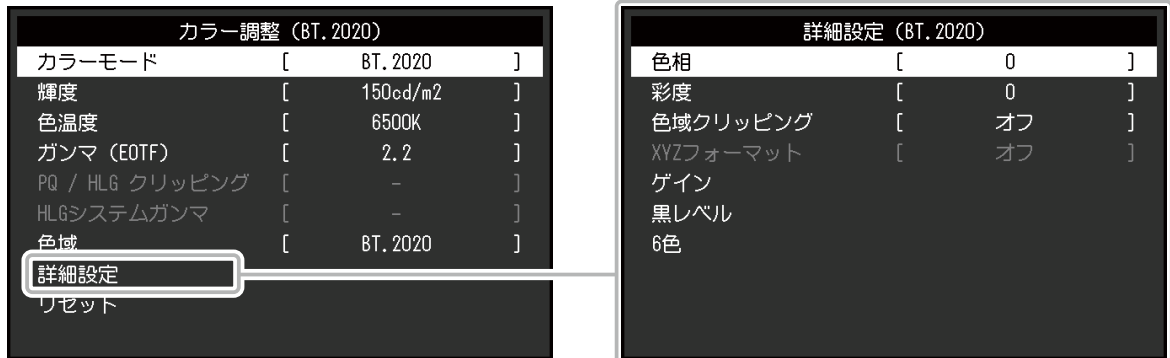 カラー調整 (BT.2020)
カラーモード [ BT.2020 ]
輝度 [ 150cd/m2 ]
色温度 [ 6500K ]
ガンマ (EOTF) [ 2.2 ]
PQ / HLG クリッピング [ - ]
HLGシステムガンマ [ - ]
色域 [ BT.2020 ]
詳細設定
リセット
詳細設定 (BT.2020)
色相 [ 0 ]
彩度 [ 0 ]
色域クリッピング [ オフ ]
XYZフォーマット [ オフ ]
ゲイン
黒レベル
6色